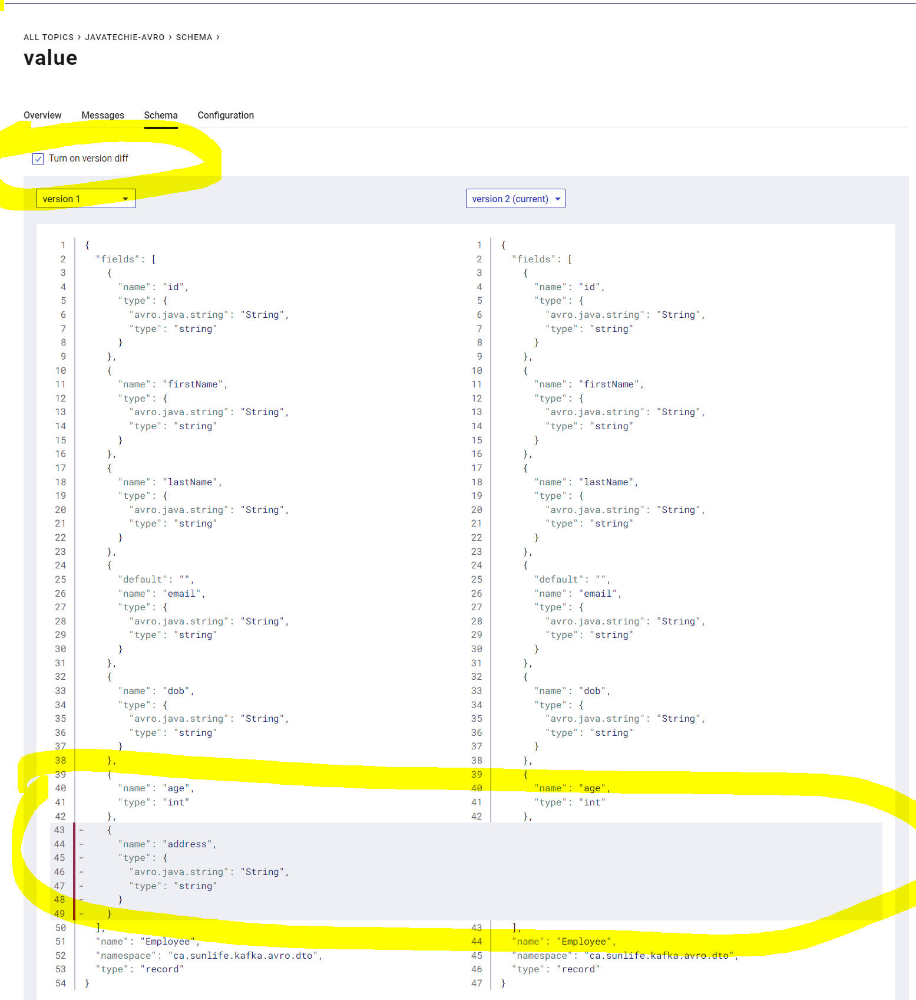 ALL TOPICS › JAVATECHIE-AVRO › SCHEMA ›
value
Overview Messages Schema Configuration
Turn on version diff
version 1
version 2 (current)
1 {
2 "fields": [
3 {
4 "name": "id",
5 "type": {
6 "avro.java.string": "String",
7 "type": "string"
8 }
9 },
10 {
11 "name": "firstName",
12 "type": {
13 "avro.java.string": "String",
14 "type": "string"
15 }
16 },
17 {
18 "name": "lastName",
19 "type": {
20 "avro.java.string": "String",
21 "type": "string"
22 }
23 },
24 {
25 "default": "",
26 "name": "email",
27 "type": {
28 "avro.java.string": "String",
29 "type": "string"
30 }
31 },
32 {
33 "name": "dob",
34 "type": {
35 "avro.java.string": "String",
36 "type": "string"
37 }
38 },
39 {
40 "name": "age",
41 "type": "int"
42 },
43 - {
44 - "name": "address",
45 - "type": {
46 - "avro.java.string": "String",
47 - "type": "string"
48 - }
49 - }
50 ],
51 "name": "Employee",
52 "namespace": "ca.sunlife.kafka.avro.dto",
53 "type": "record"
54 }
1 {
2 "fields": [
3 {
4 "name": "id",
5 "type": {
6 "avro.java.string": "String",
7 "type": "string"
8 }
9 },
10 {
11 "name": "firstName",
12 "type": {
13 "avro.java.string": "String",
14 "type": "string"
15 }
16 },
17 {
18 "name": "lastName",
19 "type": {
20 "avro.java.string": "String",
21 "type": "string"
22 }
23 },
24 {
25 "default": "",
26 "name": "email",
27 "type": {
28 "avro.java.string": "String",
29 "type": "string"
30 }
31 },
32 {
33 "name": "dob",
34 "type": {
35 "avro.java.string": "String",
36 "type": "string"
37 }
38 },
39 {
40 "name": "age",
41 "type": "int"
42 },
43 ],
44 "name": "Employee",
45 "namespace": "ca.sunlife.kafka.avro.dto",
46 "type": "record"
47 }